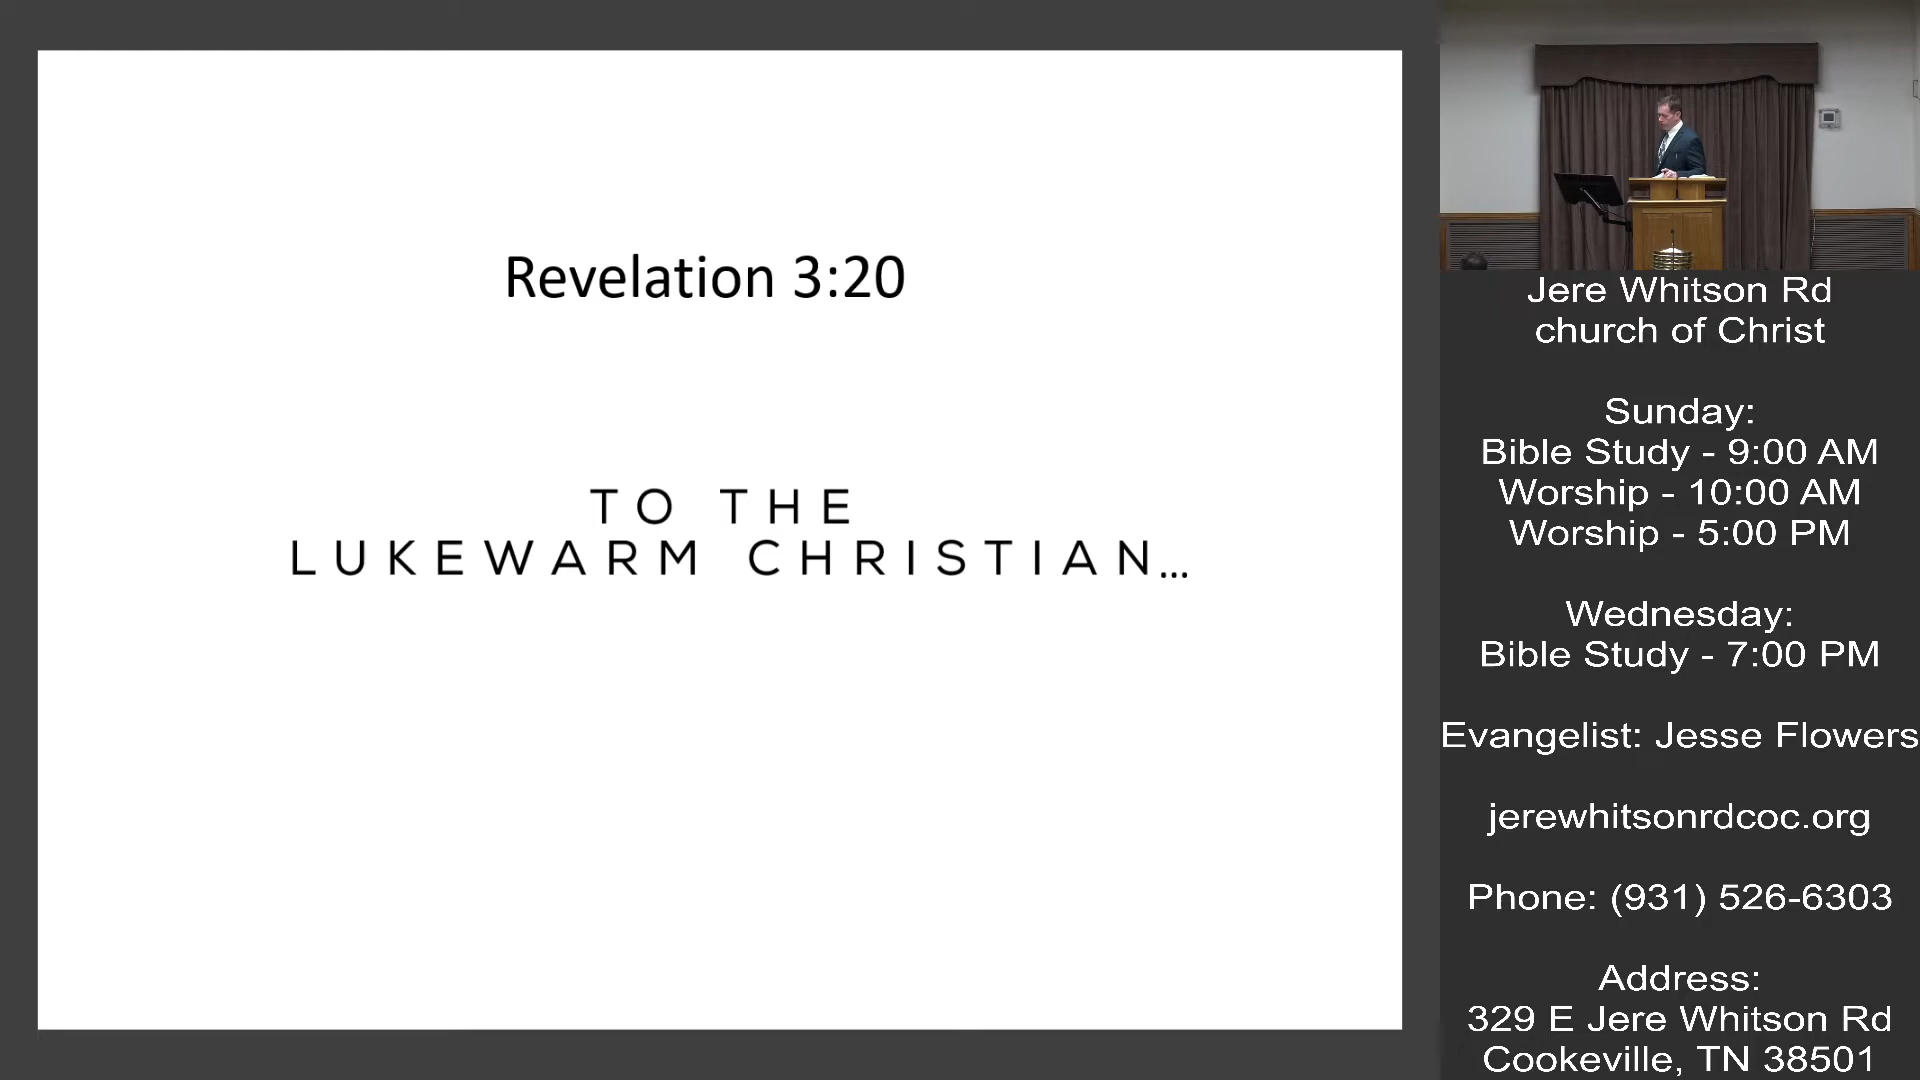 Revelation 3:20
TO THE
LUKEWARM CHRISTIAN...
Jere Whitson Rd
church of Christ
Sunday:
Bible Study - 9:00 AM
Worship - 10:00 AM
Worship - 5:00 PM
Wednesday:
Bible Study - 7:00 PM
Evangelist: Jesse Flowers
jerewhitsonrdcoc.org
Phone: (931) 526-6303
Address:
329 E Jere Whitson Rd
Cookeville, TN 38501